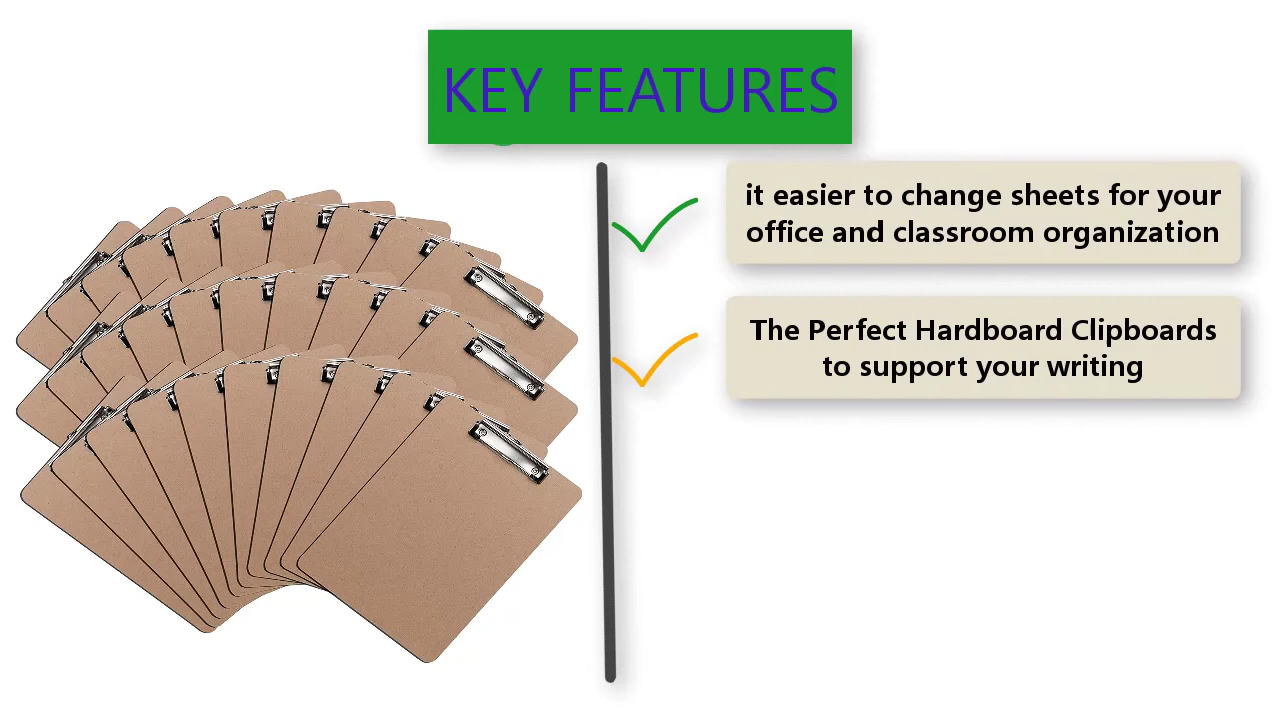 KEY FEATURES
it easier to change sheets for your
office and classroom organization
The Perfect Hardboard Clipboards
to support your writing